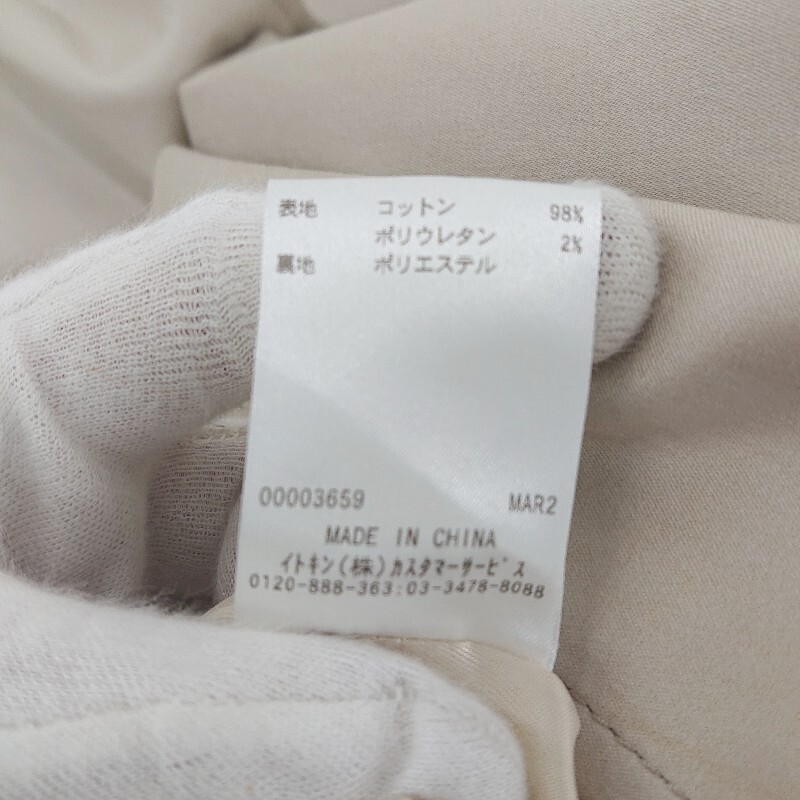 表地 コットン 98%
ポリウレタン 2%
裏地 ポリエステル
00003659 MAR2
MADE IN CHINA
イトキン(株)カスタマーサービス
0120-888-363:03-3478-8088